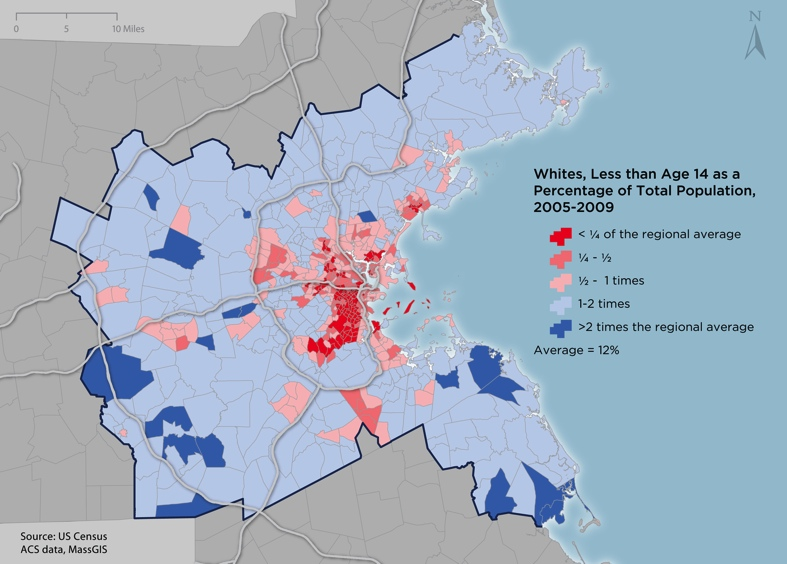 0 5 10 Miles
N
Whites, Less than Age 14 as a
Percentage of Total Population,
2005-2009
< ¼ of the regional average
¼ - ½
½ - 1 times
1-2 times
>2 times the regional average
Average = 12%
Source: US Census
ACS data, MassGIS